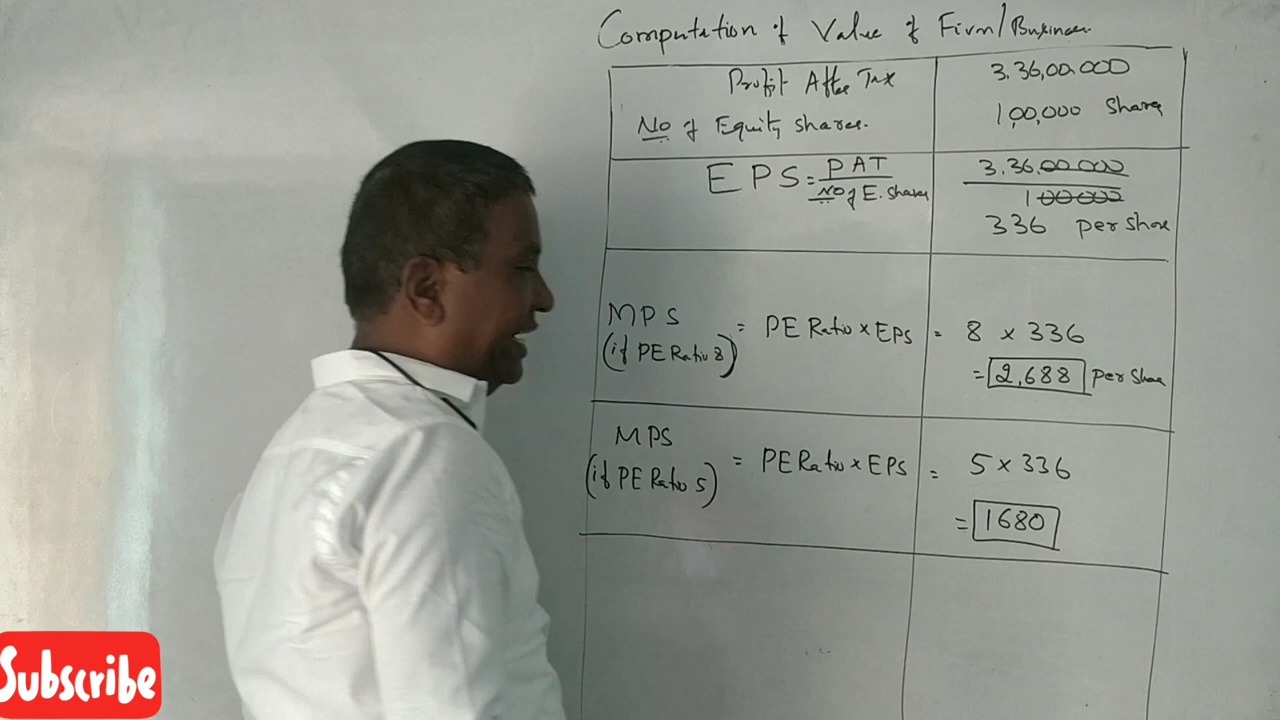 Computation of Value of Firm/Business
Profit After Tax 3,36,00,000
No of Equity shares. 1,00,000 Shares
EPS = PAT / No of E. shares 3,36,00,000 / 100000
336 per share
MPS (if PE Ratio 8) = PE Ratio x EPS = 8 x 336
= 2,688 per share
MPS (if PE Ratio 5) = PE Ratio x EPS = 5 x 336
= 1680
Subscribe